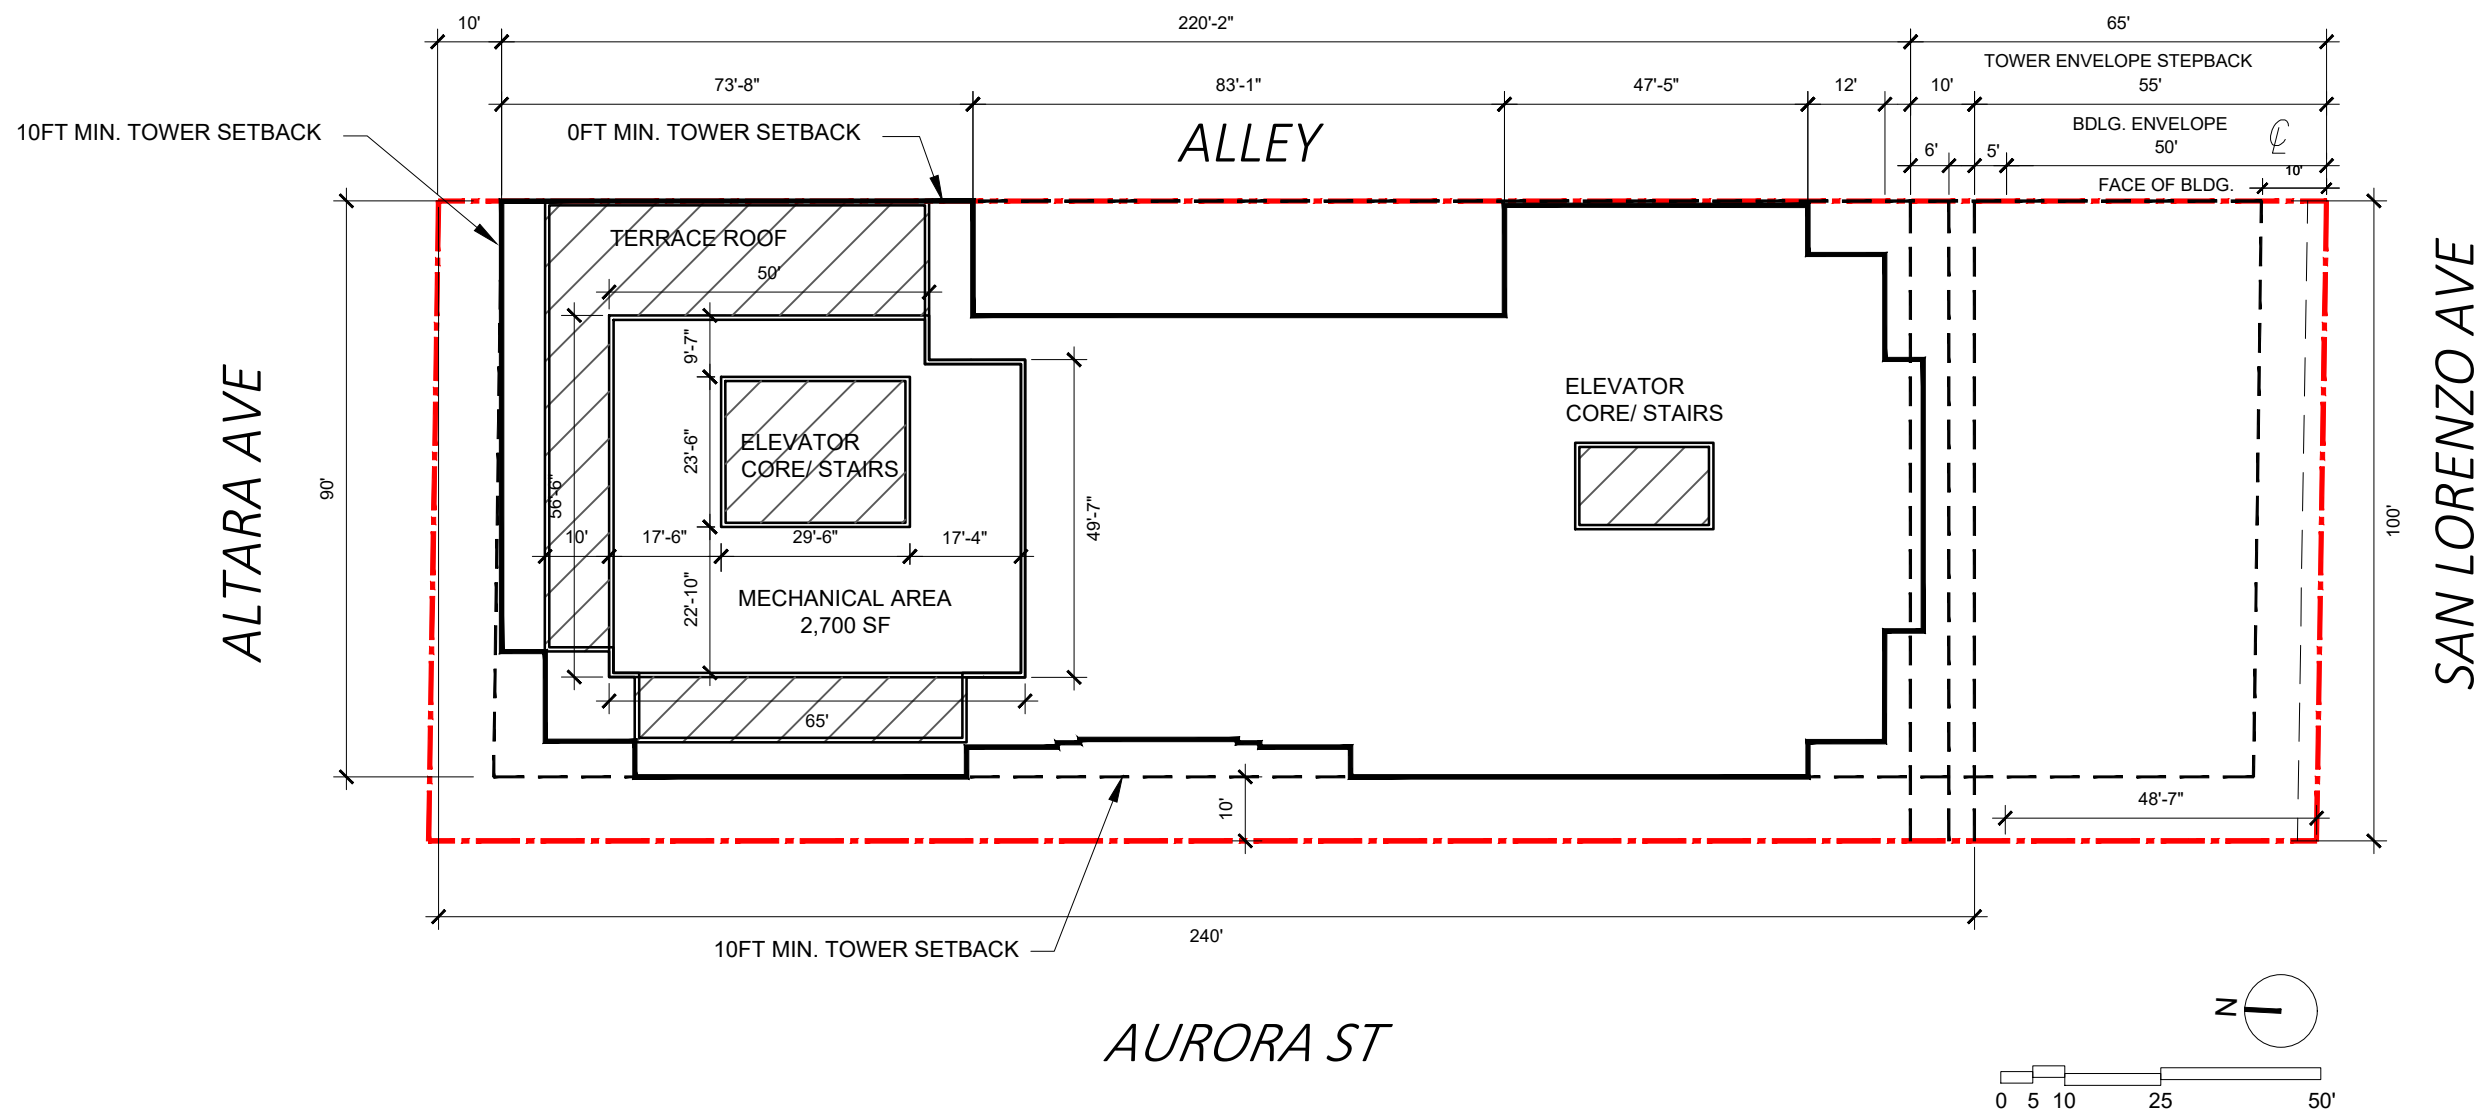 10'
220'-2"
65'
TOWER ENVELOPE STEPBACK
73'-8"
83'-1"
47'-5"
12'
10'
55'
10FT MIN. TOWER SETBACK
0FT MIN. TOWER SETBACK
ALLEY
BDLG. ENVELOPE
6'
5'
50'
10'
FACE OF BLDG.
TERRACE ROOF
50'
9'-7"
ELEVATOR
CORE/ STAIRS
23'-6"
ELEVATOR
CORE/ STAIRS
56'-6"
90'
49'-7"
100'
ALTARA AVE
SAN LORENZO AVE
10'
17'-6"
29'-6"
17'-4"
22'-10"
MECHANICAL AREA
2,700 SF
65'
10'
48'-7"
240'
10FT MIN. TOWER SETBACK
AURORA ST
N
0 5 10 25 50'